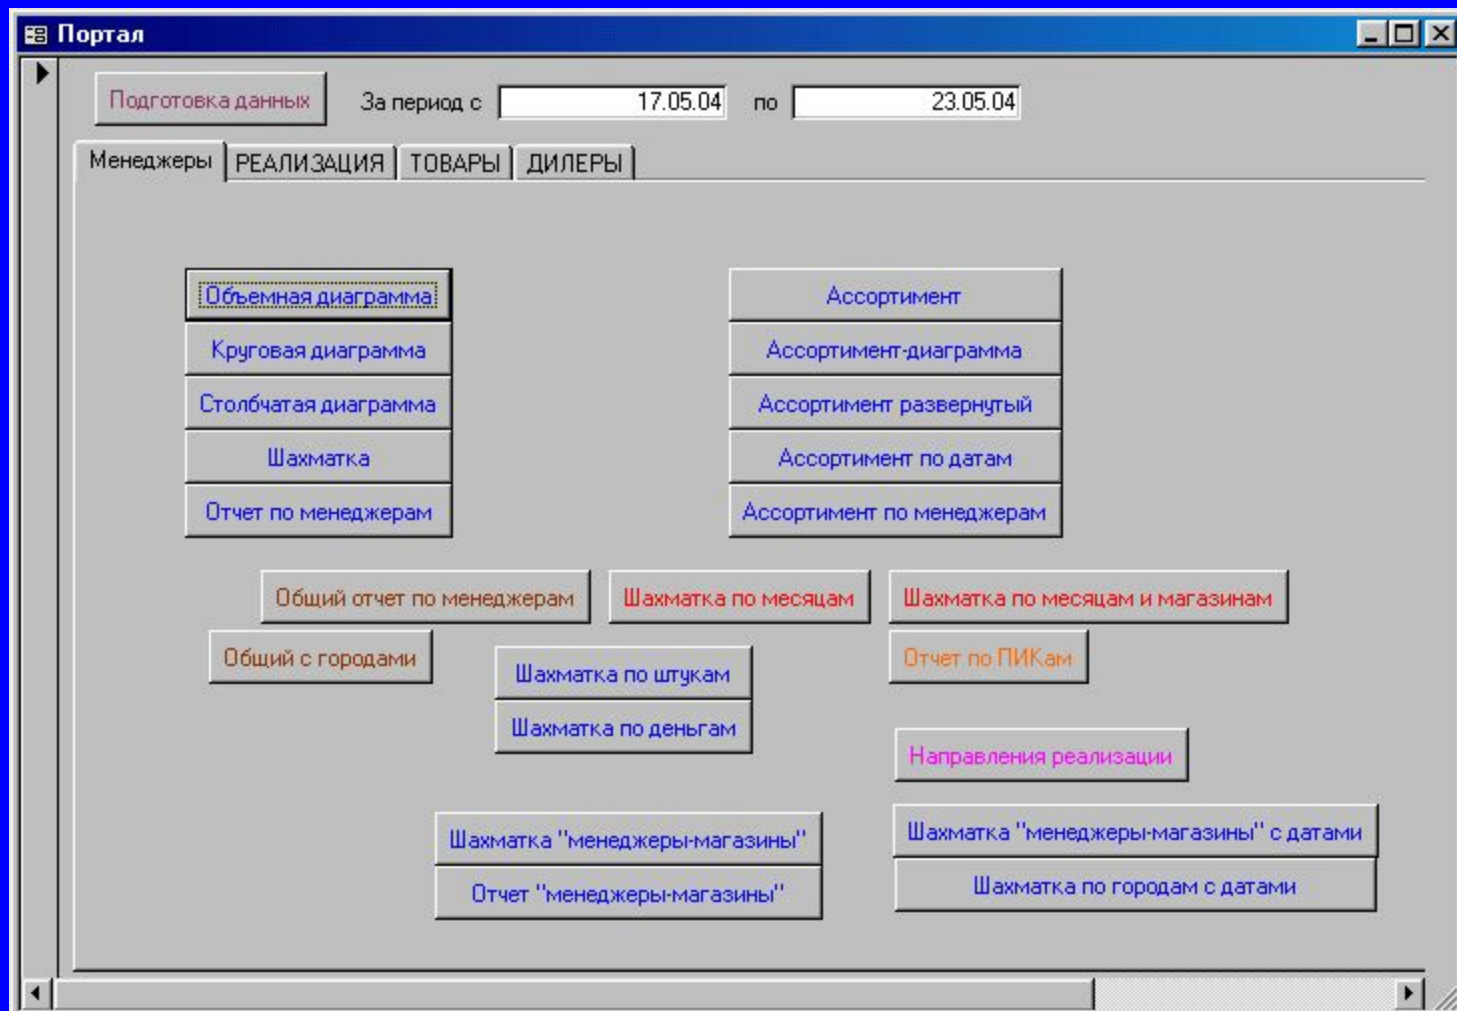 Портал
Подготовка данных За период с 17.05.04 по 23.05.04
Менеджеры РЕАЛИЗАЦИЯ ТОВАРЫ ДИЛЕРЫ
Объемная диаграмма Ассортимент
Круговая диаграмма Ассортимент-диаграмма
Столбчатая диаграмма Ассортимент развернутый
Шахматка Ассортимент по датам
Отчет по менеджерам Ассортимент по менеджерам
Общий отчет по менеджерам Шахматка по месяцам Шахматка по месяцам и магазинам
Общий с городами Отчет по ПИКам
Шахматка по штукам
Шахматка по деньгам
Направления реализации
Шахматка "менеджеры-магазины" Шахматка "менеджеры-магазины" с датами
Отчет "менеджеры-магазины" Шахматка по городам с датами